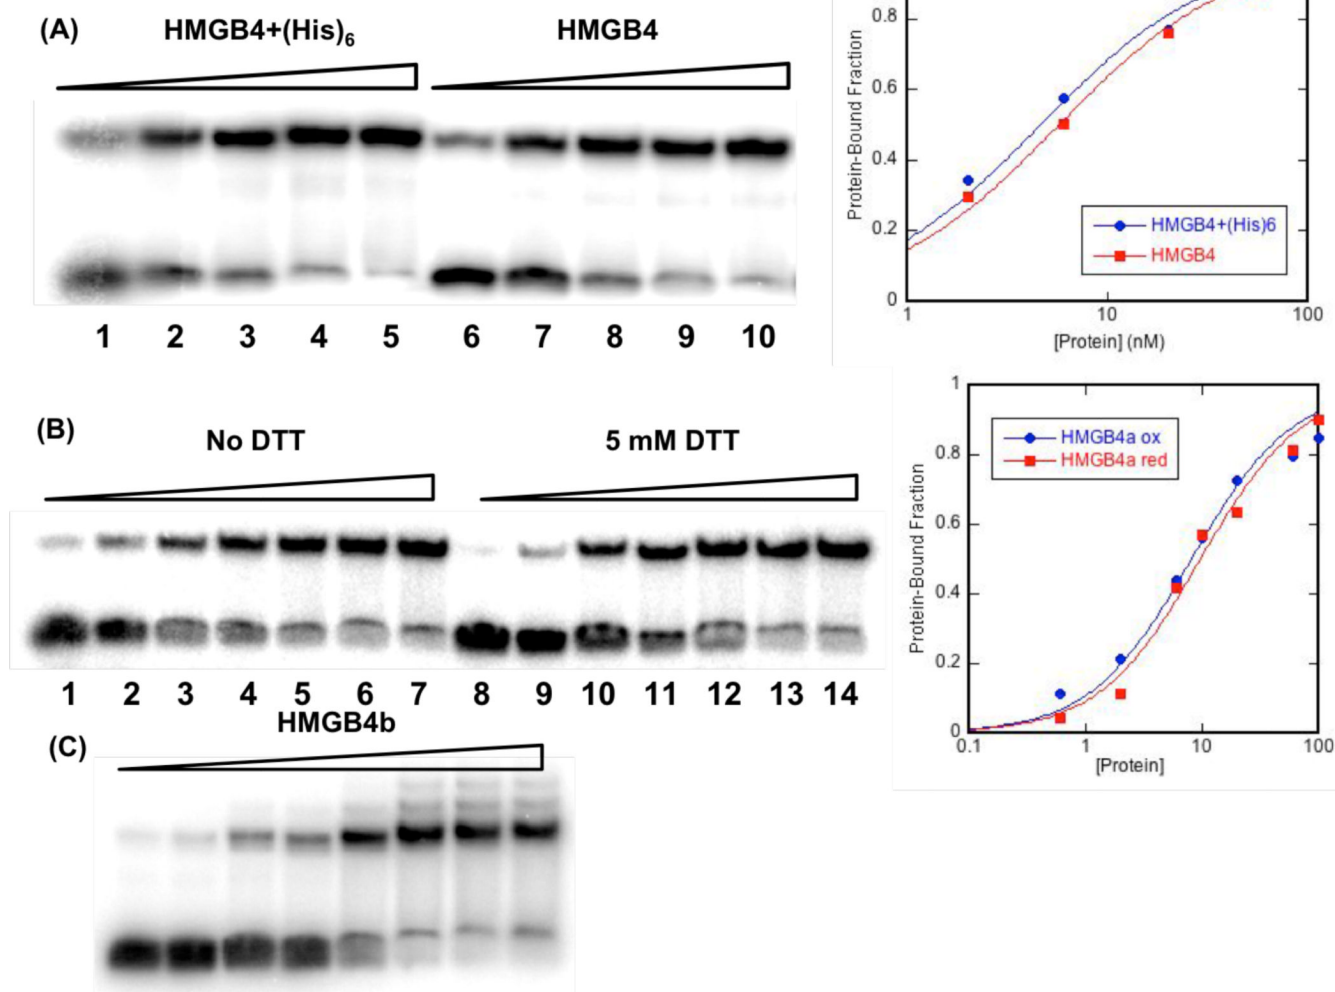 (A)
HMGB4+(His)6
HMGB4
1 2 3 4 5 6 7 8 9 10
Protein-Bound Fraction
0.8
0.6
0.4
0.2
0
HMGB4+(His)6
HMGB4
1 10 100
[Protein] (nM)
(B)
No DTT
5 mM DTT
1 2 3 4 5 6 7 8 9 10 11 12 13 14
Protein-Bound Fraction
1
0.8
0.6
0.4
0.2
0
HMGB4a ox
HMGB4a red
0.1 1 10 100
[Protein]
HMGB4b
(C)